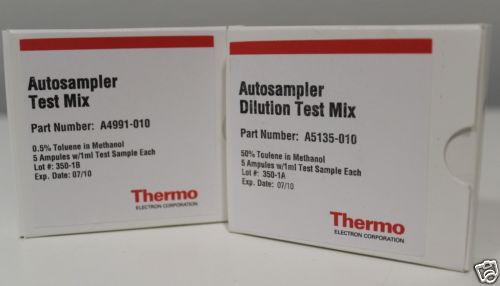 Autosampler
Test Mix
Part Number: A4991-010
0.5% Toluene in Methanol
5 Ampules w/1ml Test Sample Each
Lot #: 350-1B
Exp. Date: 07/10
Thermo
ELECTRON CORPORATION
Autosampler
Dilution Test Mix
Part Number: A5135-010
50% Toluene in Methanol
5 Ampules w/1ml Test Sample Each
Lot #: 350-1A
Exp. Date: 07/10
Thermo
ELECTRON CORPORATION